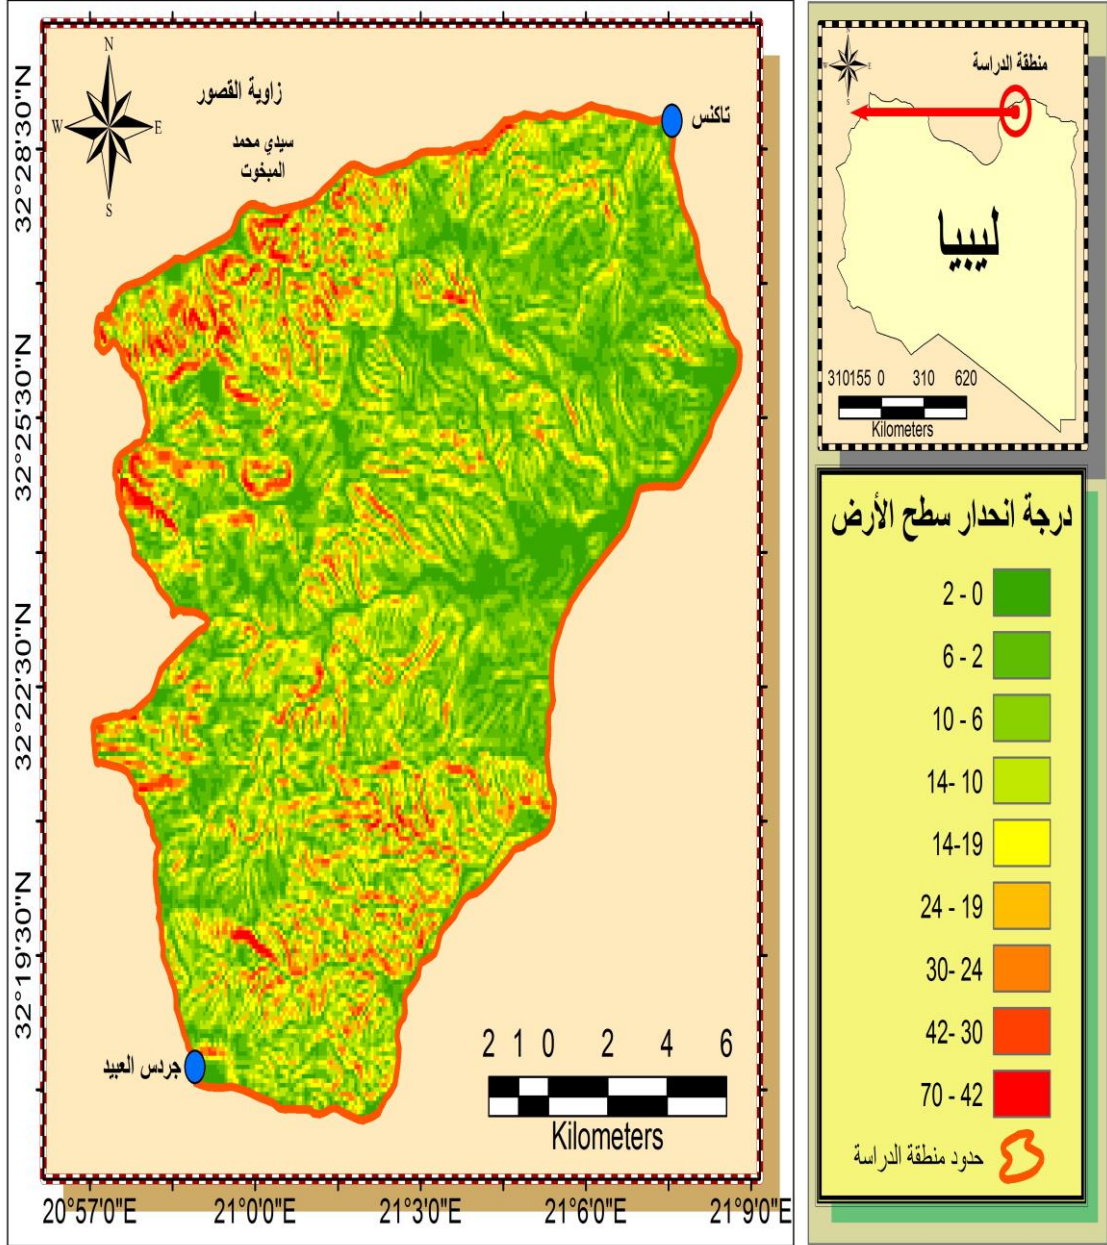 N
W
E
S
زاوية القصور
سيدي محمد
المبخوت
تاكنس
جردس العبيد
32°28'30"N
32°25'30"N
32°22'30"N
32°19'30"N
20°57'0"E
21°0'0"E
21°3'0"E
21°6'0"E
21°9'0"E
2 1 0 2 4 6
Kilometers
N
W
E
S
منطقة الدراسة
ليبيا
310155 0 310 620
Kilometers
درجة انحدار سطح الأرض
2 - 0
6 - 2
10 - 6
14- 10
14-19
24 - 19
30- 24
42- 30
70 - 42
حدود منطقة الدراسة